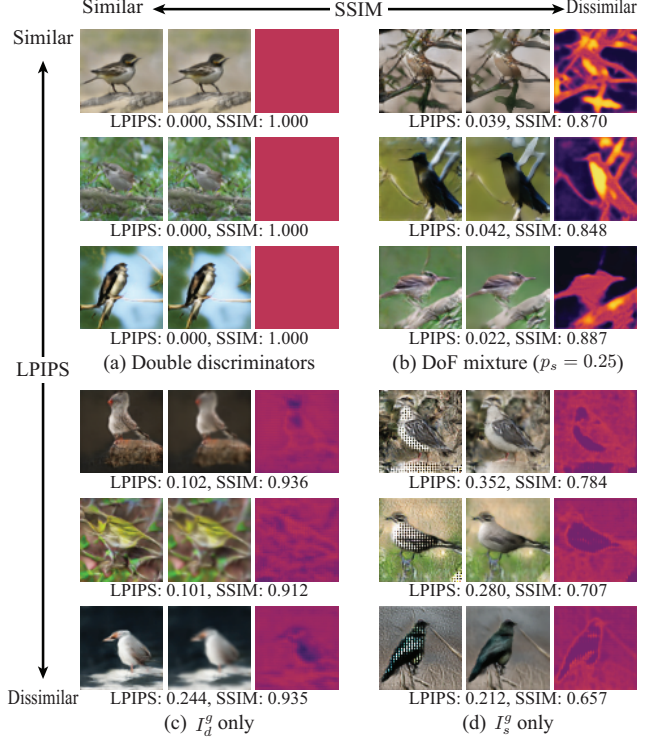 Similar SSIM Dissimilar
Similar
LPIPS: 0.000, SSIM: 1.000
LPIPS: 0.039, SSIM: 0.870
LPIPS: 0.000, SSIM: 1.000
LPIPS: 0.042, SSIM: 0.848
LPIPS: 0.000, SSIM: 1.000
LPIPS: 0.022, SSIM: 0.887
(a) Double discriminators
(b) DoF mixture (p_s = 0.25)
LPIPS
LPIPS: 0.102, SSIM: 0.936
LPIPS: 0.352, SSIM: 0.784
LPIPS: 0.101, SSIM: 0.912
LPIPS: 0.280, SSIM: 0.707
Dissimilar
LPIPS: 0.244, SSIM: 0.935
LPIPS: 0.212, SSIM: 0.657
(c) I_d^g only
(d) I_s^g only